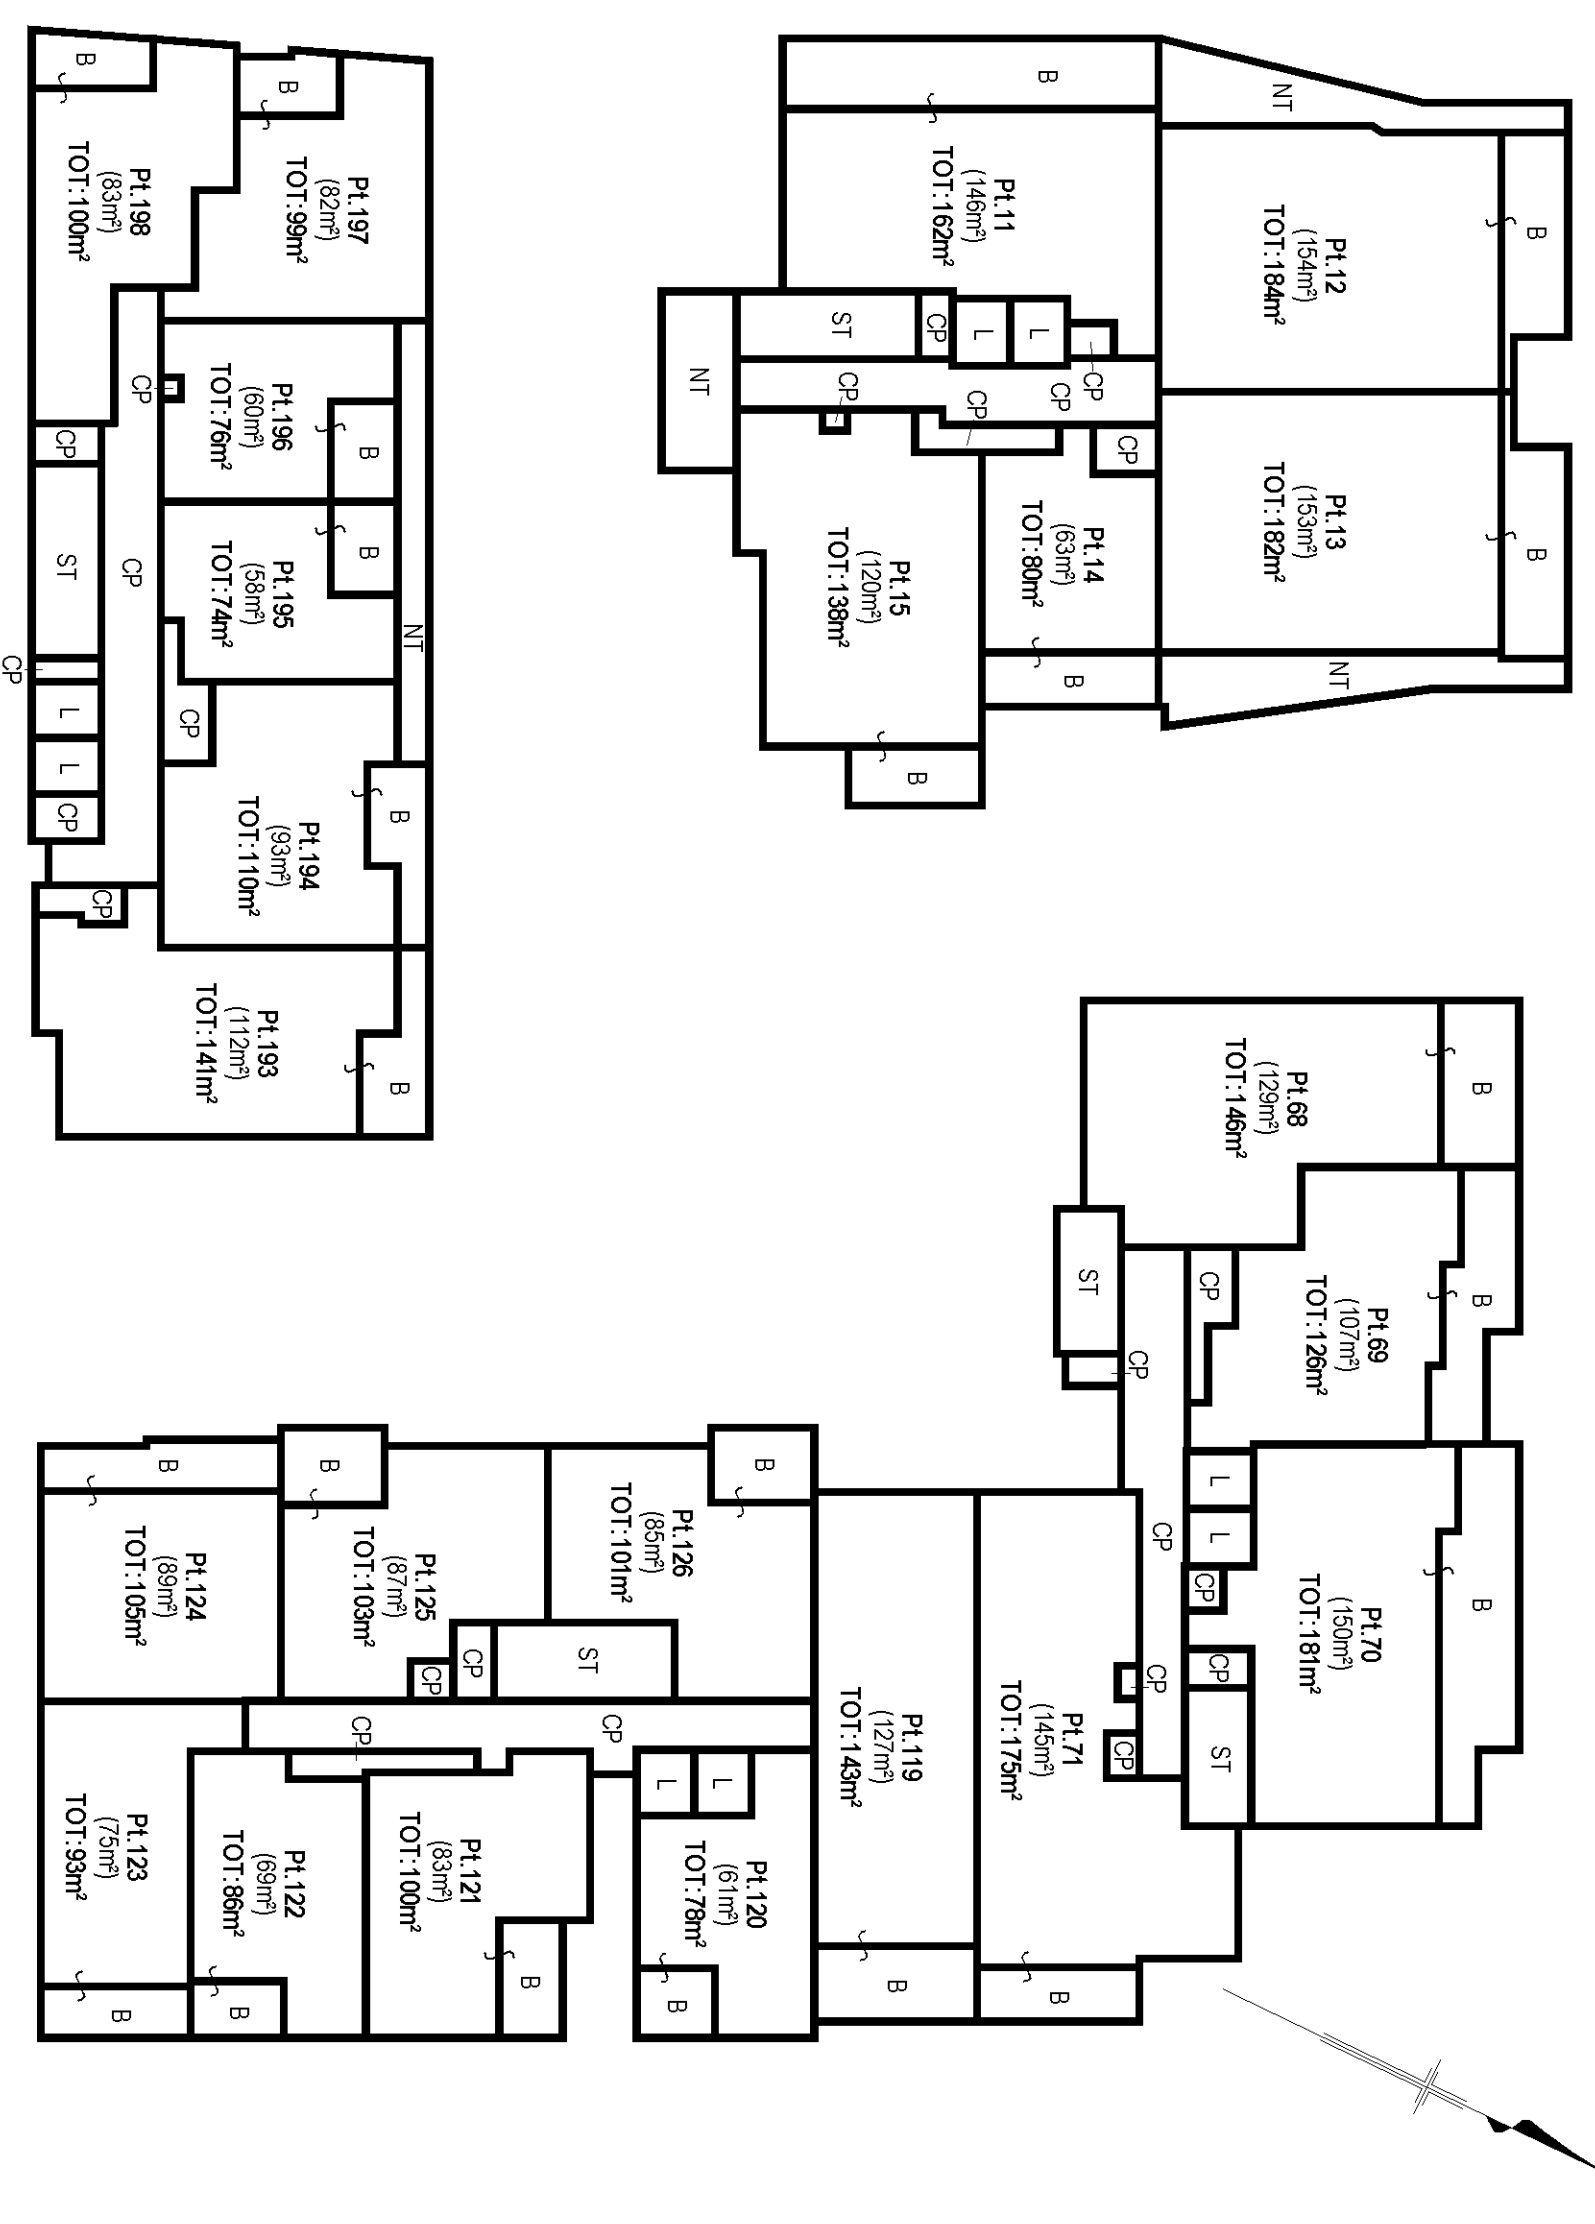 B
Pt.198
(83m²)
TOT:100m²
B
Pt.197
(82m²)
TOT:99m²
CP
Pt.196
(60m²)
TOT:76m²
B
CP
ST
CP
CP
Pt.195
(58m²)
TOT:74m²
B
NT
L
L
CP
CP
Pt.194
(93m²)
TOT:110m²
B
CP
Pt.193
(112m²)
TOT:141m²
B
B
NT
Pt.11
(146m²)
TOT:162m²
Pt.12
(154m²)
TOT:184m²
B
NT
ST
CP
L
L
CP
CP
CP
CP
CP
Pt.13
(153m²)
TOT:182m²
B
Pt.15
(120m²)
TOT:138m²
Pt.14
(63m²)
TOT:80m²
B
B
NT
Pt.68
(129m²)
TOT:146m²
B
ST
CP
CP
Pt.69
(107m²)
TOT:126m²
B
L
L
CP
CP
CP
ST
Pt.70
(150m²)
TOT:181m²
B
CP
CP
Pt.71
(145m²)
TOT:175m²
B
Pt.119
(127m²)
TOT:143m²
B
B
Pt.124
(89m²)
TOT:105m²
B
Pt.125
(87m²)
TOT:103m²
B
Pt.126
(85m²)
TOT:101m²
CP
CP
ST
CP
CP
L
L
Pt.123
(75m²)
TOT:93m²
B
Pt.122
(69m²)
TOT:86m²
B
Pt.121
(83m²)
TOT:100m²
B
Pt.120
(61m²)
TOT:78m²
B